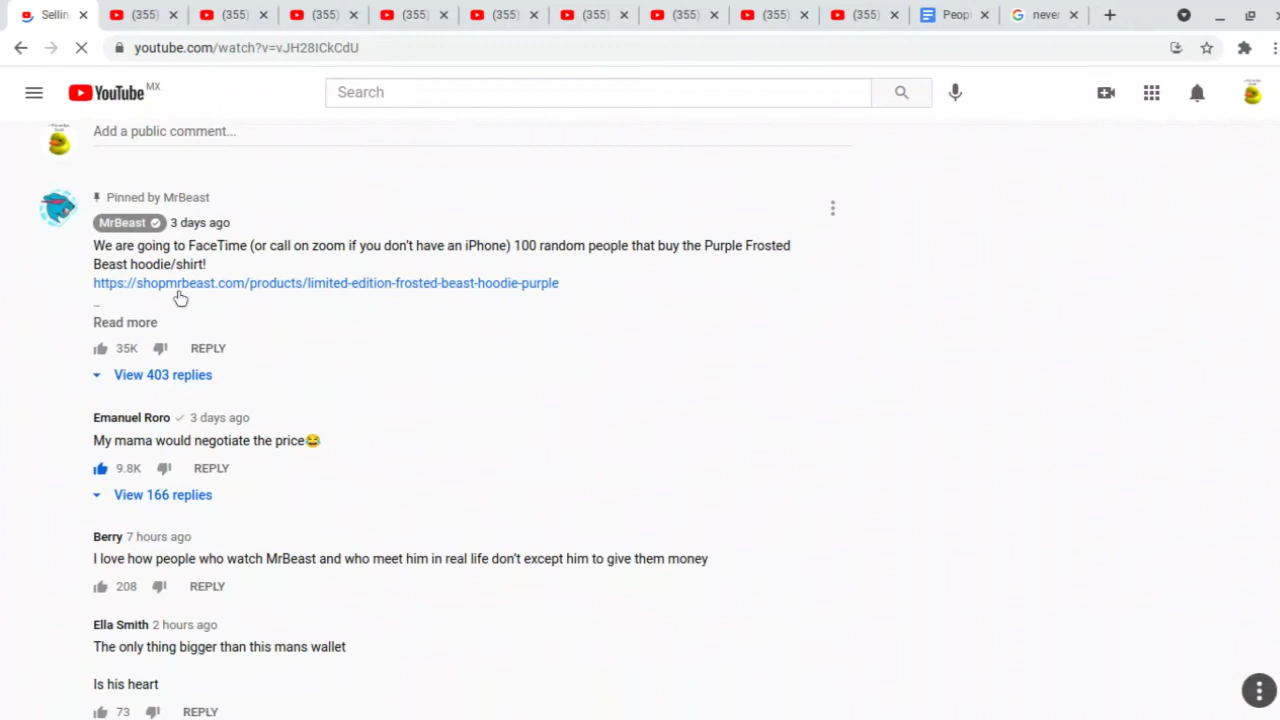 Sellin
(355)
(355)
(355)
(355)
(355)
(355)
(355)
(355)
(355)
Peopl
never
youtube.com/watch?v=vJH28ICkCdU
YouTube MX
Search
Add a public comment...
Pinned by MrBeast
MrBeast 3 days ago
We are going to FaceTime (or call on zoom if you don't have an iPhone) 100 random people that buy the Purple Frosted
Beast hoodie/shirt!
https://shopmrbeast.com/products/limited-edition-frosted-beast-hoodie-purple
_
Read more
35K REPLY
View 403 replies
Emanuel Roro 3 days ago
My mama would negotiate the price😂
9.8K REPLY
View 166 replies
Berry 7 hours ago
I love how people who watch MrBeast and who meet him in real life don't except him to give them money
208 REPLY
Ella Smith 2 hours ago
The only thing bigger than this mans wallet
Is his heart
73 REPLY